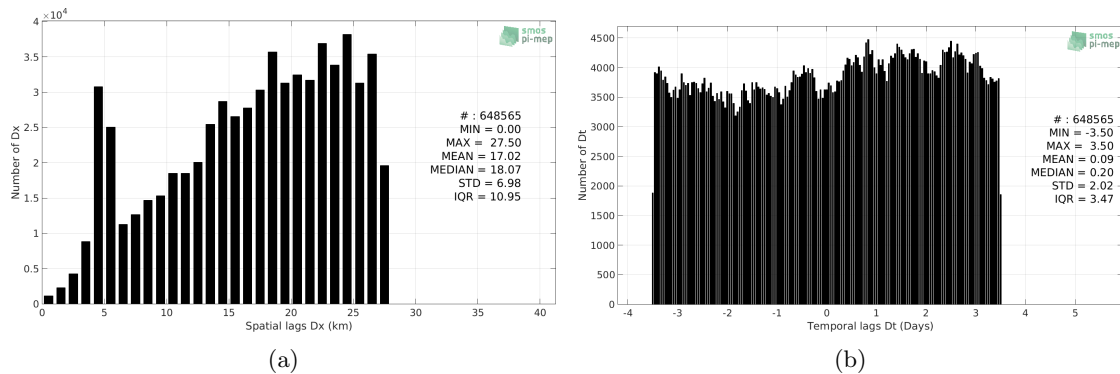 ×10⁴
4
3.5
3
2.5
2
1.5
1
0.5
0
Number of Dx
0 5 10 15 20 25 30 35 40
Spatial lags Dx (km)
smos
pi-mep
# : 648565
MIN = 0.00
MAX = 27.50
MEAN = 17.02
MEDIAN = 18.07
STD = 6.98
IQR = 10.95
(a)
4500
4000
3500
3000
2500
2000
1500
1000
500
0
Number of Dt
-4 -3 -2 -1 0 1 2 3 4 5
Temporal lags Dt (Days)
smos
pi-mep
# : 648565
MIN = -3.50
MAX = 3.50
MEAN = 0.09
MEDIAN = 0.20
STD = 2.02
IQR = 3.47
(b)